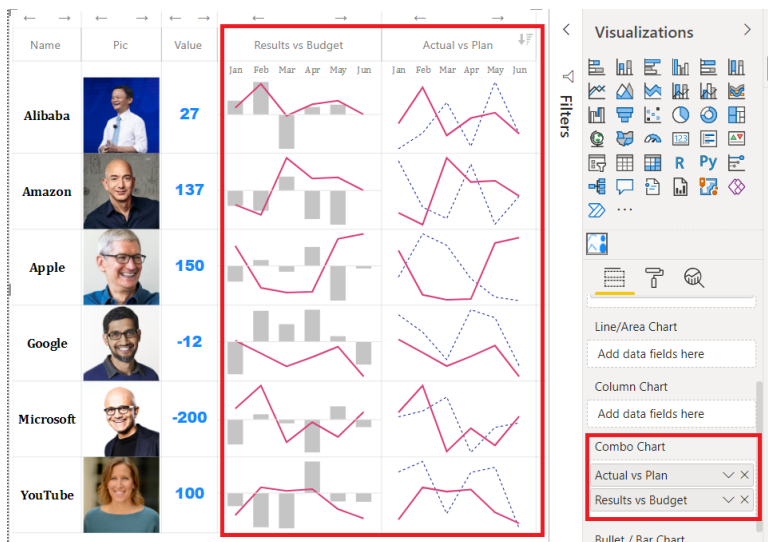 Name Pic Value Results vs Budget Actual vs Plan
Jan Feb Mar Apr May Jun Jan Feb Mar Apr May Jun
Alibaba 27
Amazon 137
Apple 150
Google -12
Microsoft -200
YouTube 100
Filters
Visualizations
123
R Py
...
Line/Area Chart
Add data fields here
Column Chart
Add data fields here
Combo Chart
Actual vs Plan
Results vs Budget
Bullet / Bar Chart